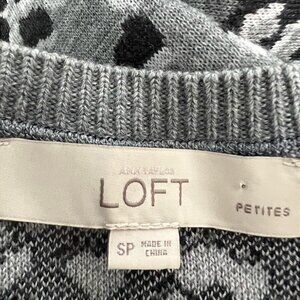 ANN TAYLOR
LOFT
PETITES
SP
MADE IN
CHINA